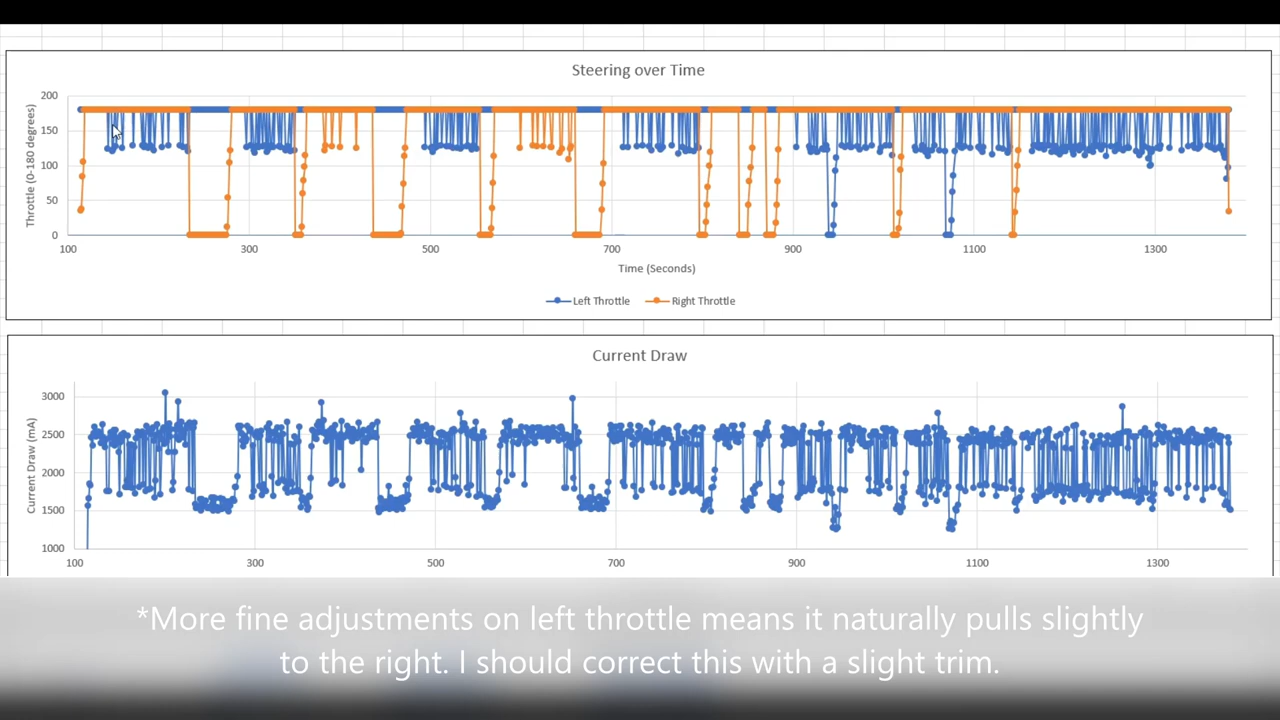 Steering over Time
Throttle (0-180 degrees)
200
150
100
50
0
100 300 500 700 900 1100 1300
Time (Seconds)
Left Throttle Right Throttle
Current Draw
Current Draw (mA)
3000
2500
2000
1500
1000
100 300 500 700 900 1100 1300
*More fine adjustments on left throttle means it naturally pulls slightly
to the right. I should correct this with a slight trim.